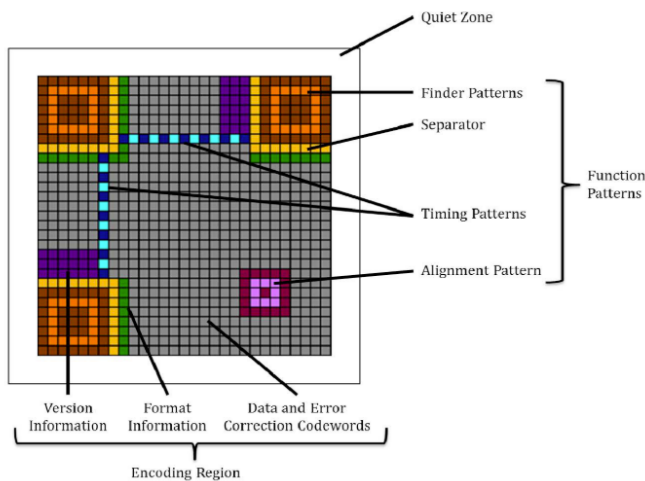 Quiet Zone
Finder Patterns
Separator
Function
Patterns
Timing Patterns
Alignment Pattern
Version
Information
Format
Information
Data and Error
Correction Codewords
Encoding Region